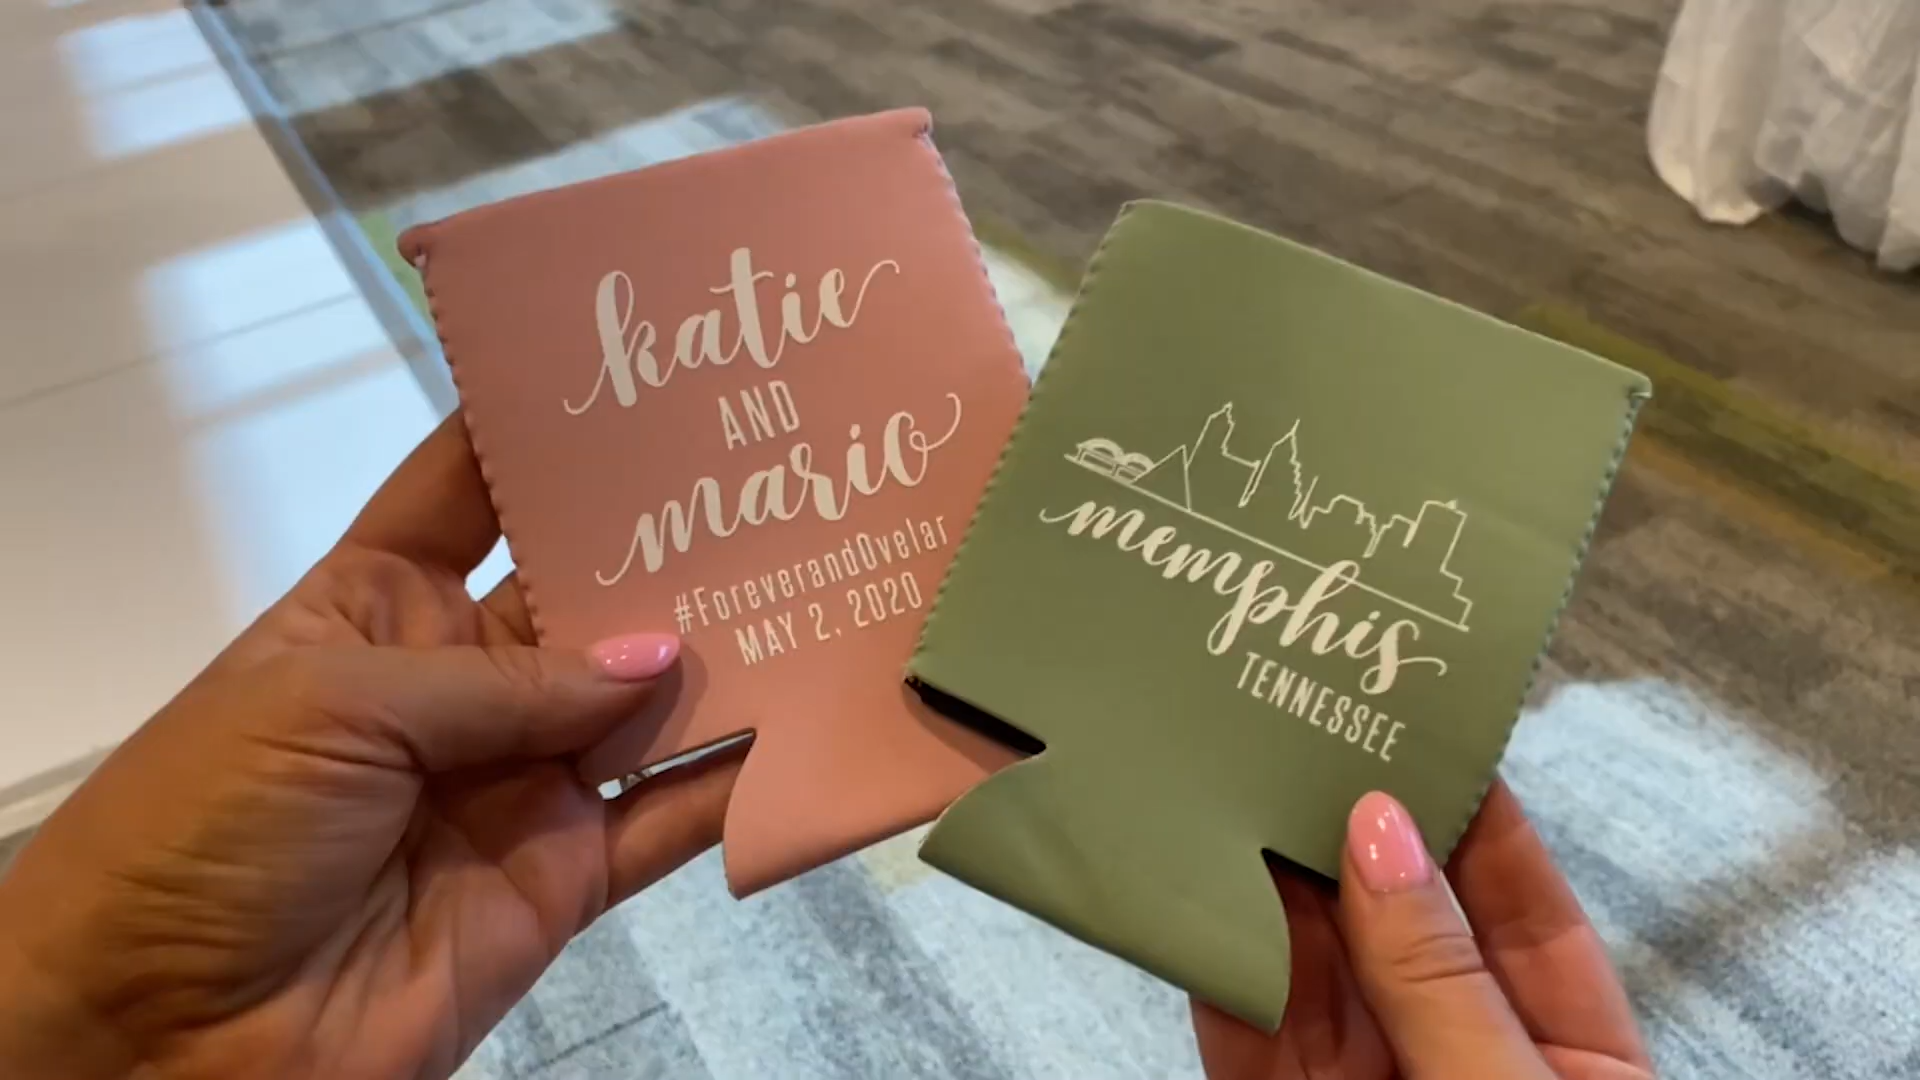 katie
AND
mario
#ForeverandOvelar
MAY 2, 2020
memphis
TENNESSEE